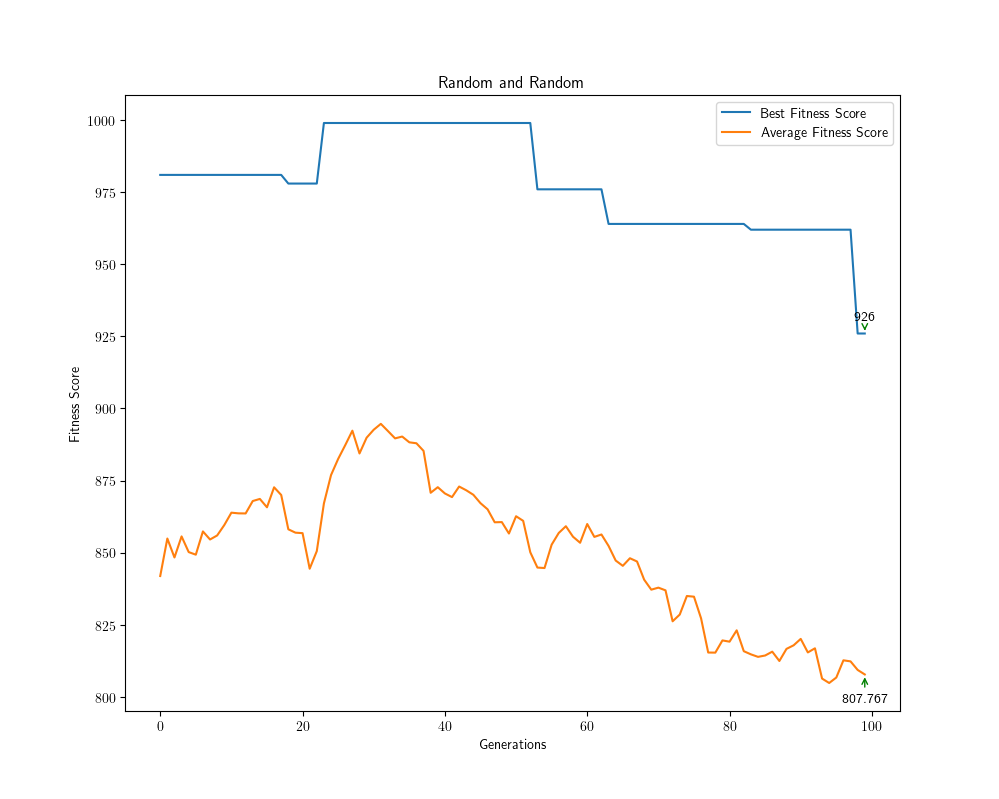 Random and Random
Best Fitness Score
Average Fitness Score
1000
975
950
925
900
875
850
825
800
Fitness Score
926
807.767
0 20 40 60 80 100
Generations